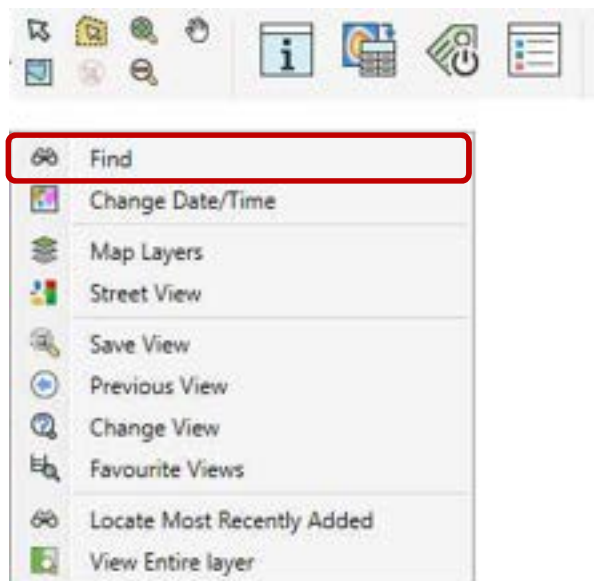 Find
Change Date/Time
Map Layers
Street View
Save View
Previous View
Change View
Favourite Views
Locate Most Recently Added
View Entire layer